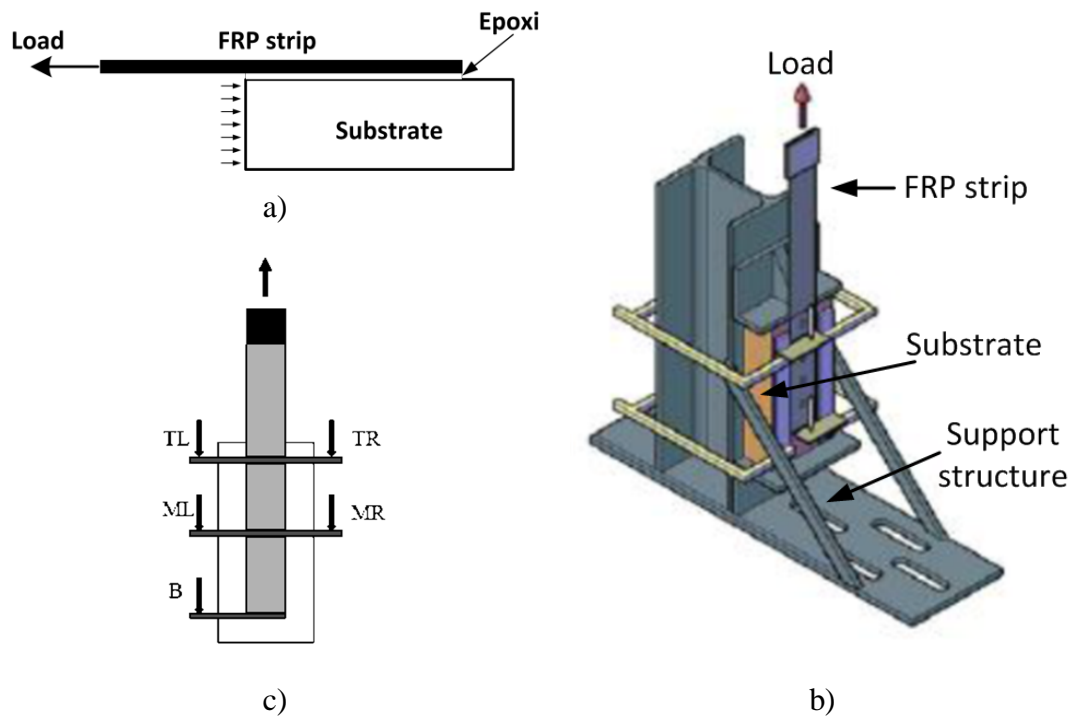 Epoxi
Load
FRP strip
Substrate
a)
Load
FRP strip
Substrate
Support
structure
b)
TL
TR
ML
MR
B
c)